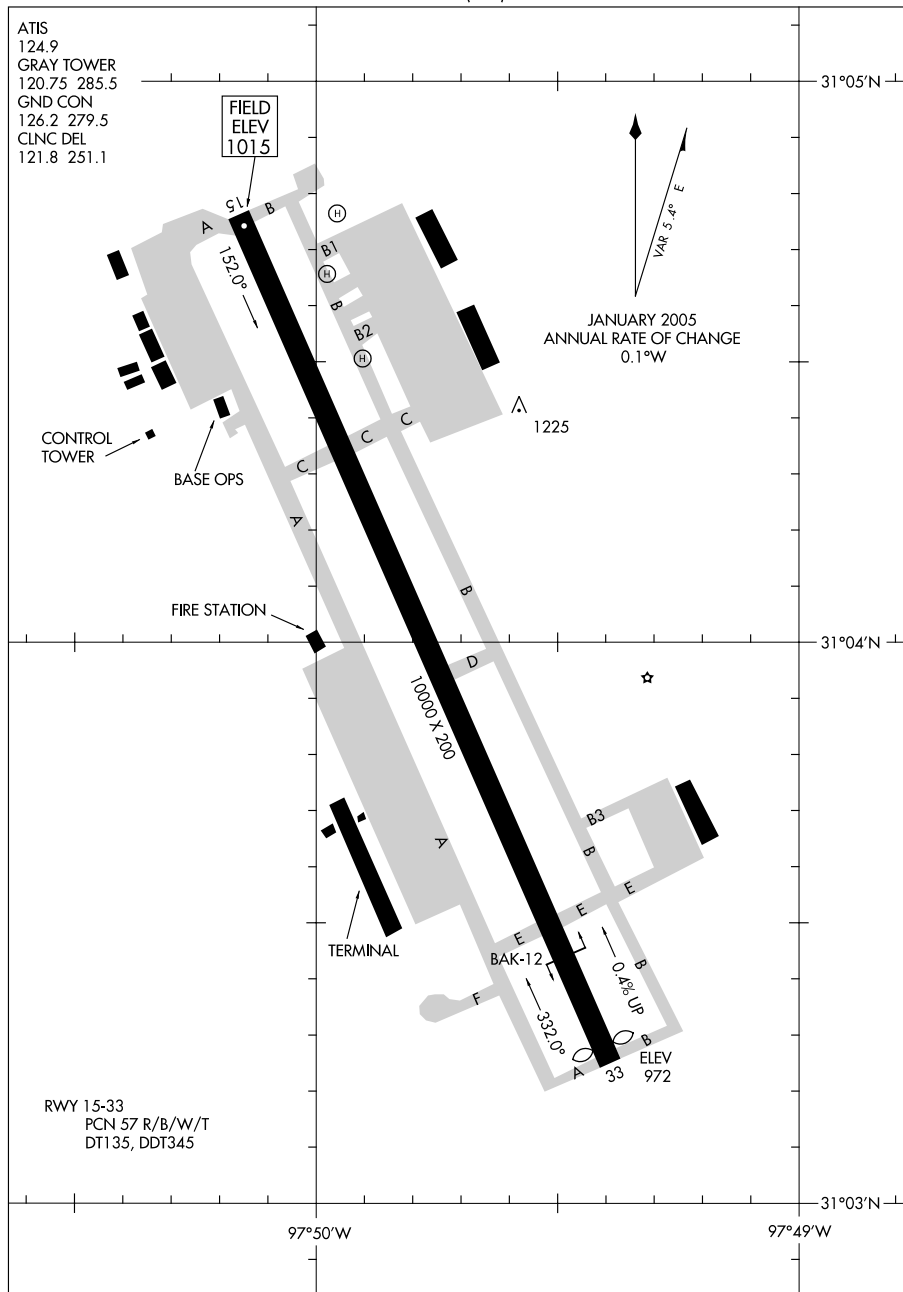 ATIS
124.9
GRAY TOWER
120.75 285.5
GND CON
126.2 279.5
CLNC DEL
121.8 251.1
31°05'N
FIELD
ELEV
1015
VAR 5.4° E
15
A
B
H
B1
152.0°
H
B
JANUARY 2005
ANNUAL RATE OF CHANGE
0.1°W
B2
H
1225
CONTROL
TOWER
BASE OPS
C
C
C
A
B
FIRE STATION
31°04'N
D
10000 X 200
B3
A
B
E
E
E
TERMINAL
BAK-12
B
0.4% UP
F
332.0°
B
A
33
ELEV
972
RWY 15-33
PCN 57 R/B/W/T
DT135, DDT345
31°03'N
97°50'W
97°49'W